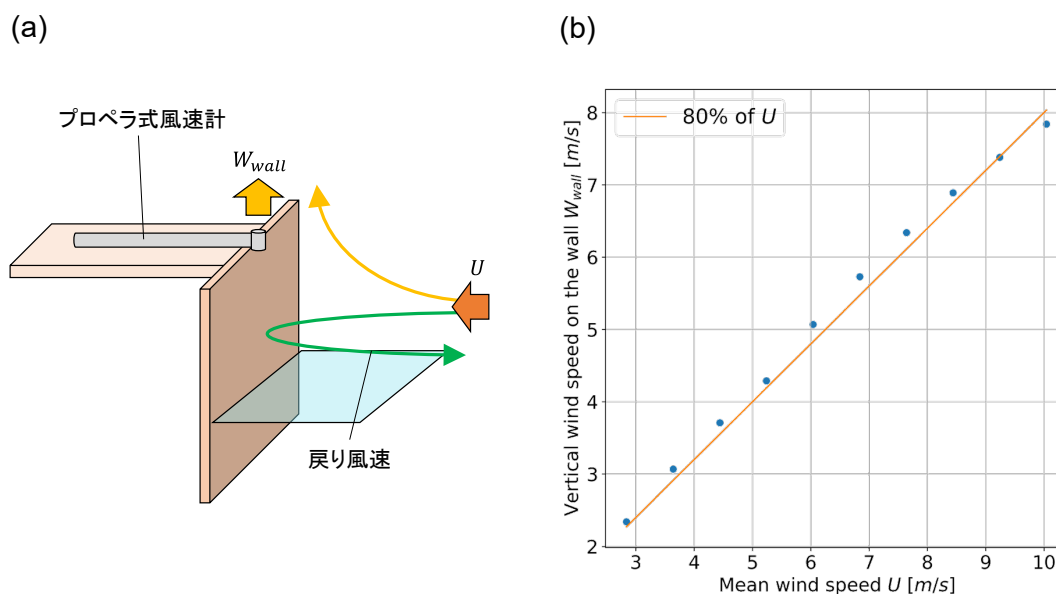 (a)
プロペラ式風速計
W_wall
U
戻り風速
(b)
80% of U
Vertical wind speed on the wall W_wall [m/s]
8
7
6
5
4
3
2
3 4 5 6 7 8 9 10
Mean wind speed U [m/s]